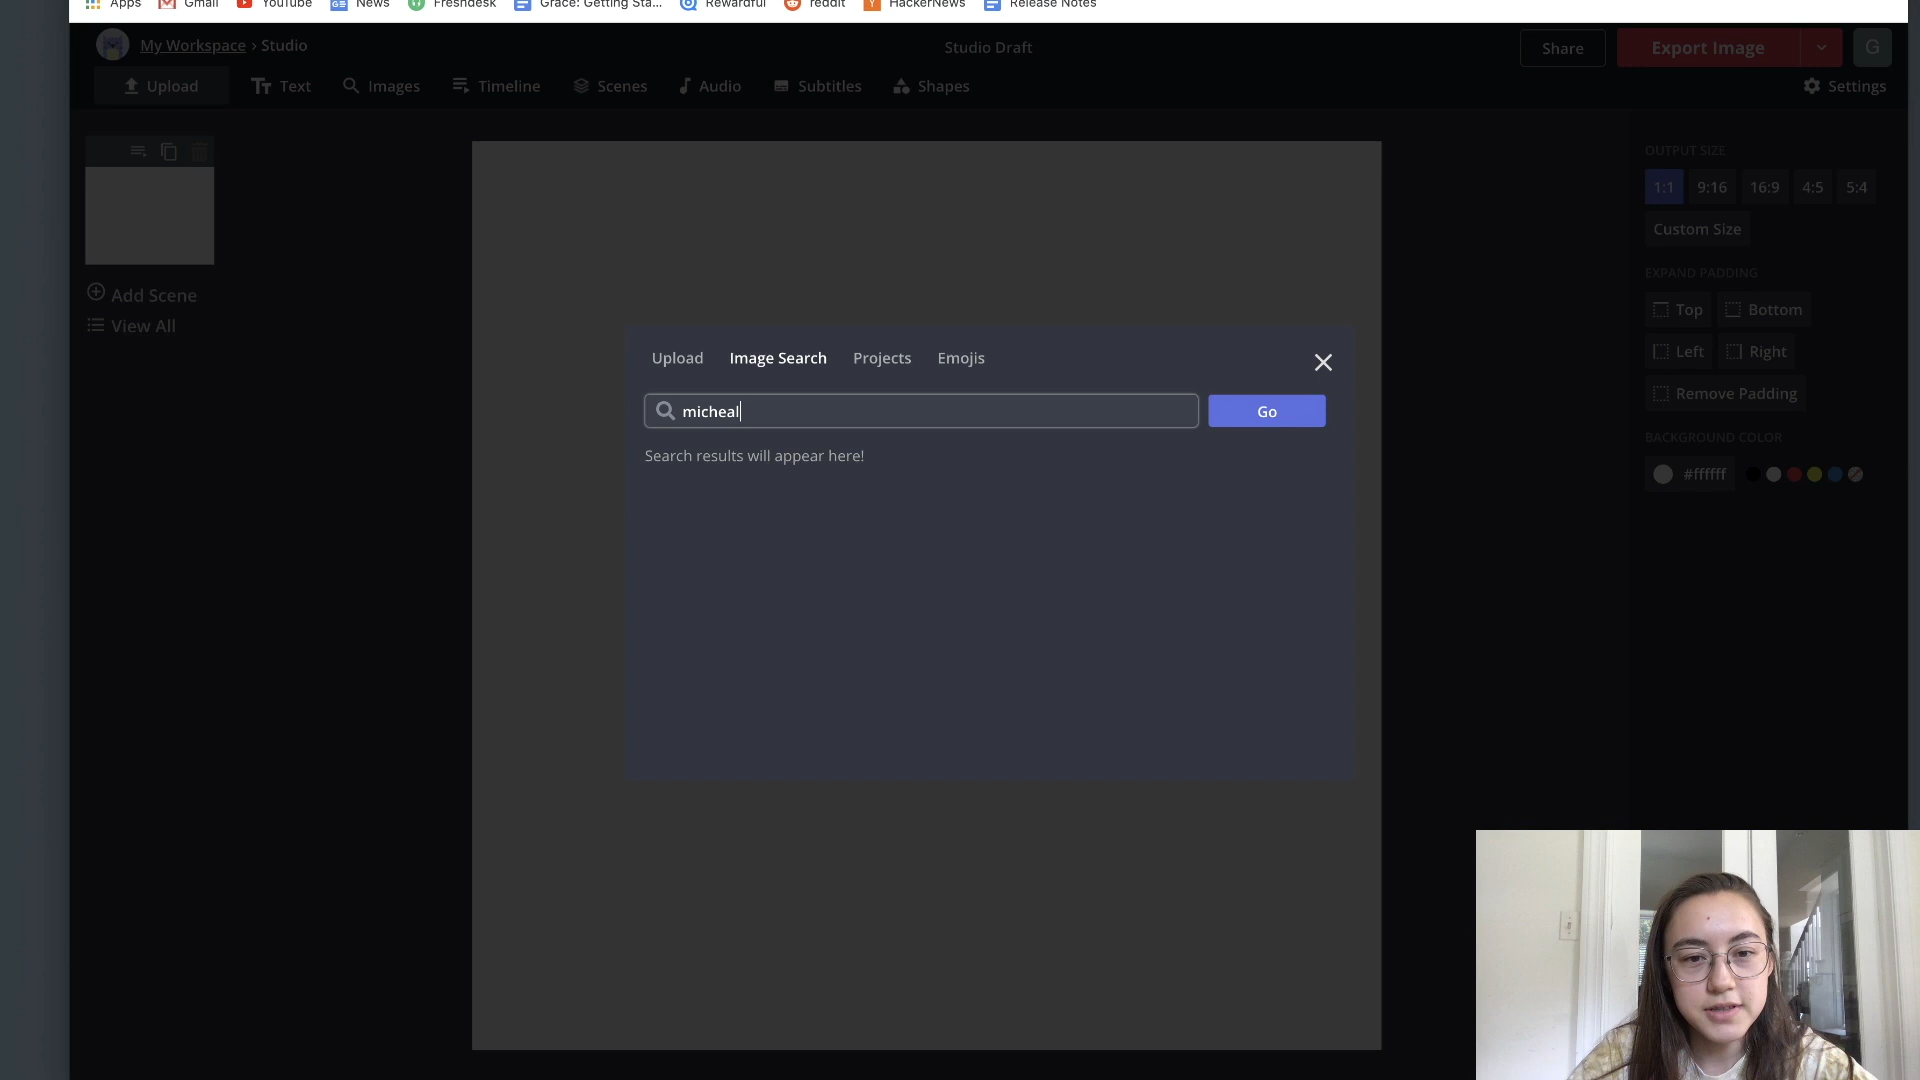 Apps Gmail YouTube News Freshdesk Grace: Getting Sta... Rewardful reddit HackerNews Release Notes
My Workspace › Studio
Studio Draft
Share
Export Image
G
Upload
Text
Images
Timeline
Scenes
Audio
Subtitles
Shapes
Settings
Add Scene
View All
Upload Image Search Projects Emojis
micheal
Go
Search results will appear here!
OUTPUT SIZE
1:1 9:16 16:9 4:5 5:4
Custom Size
EXPAND PADDING
Top Bottom
Left Right
Remove Padding
BACKGROUND COLOR
#ffffff